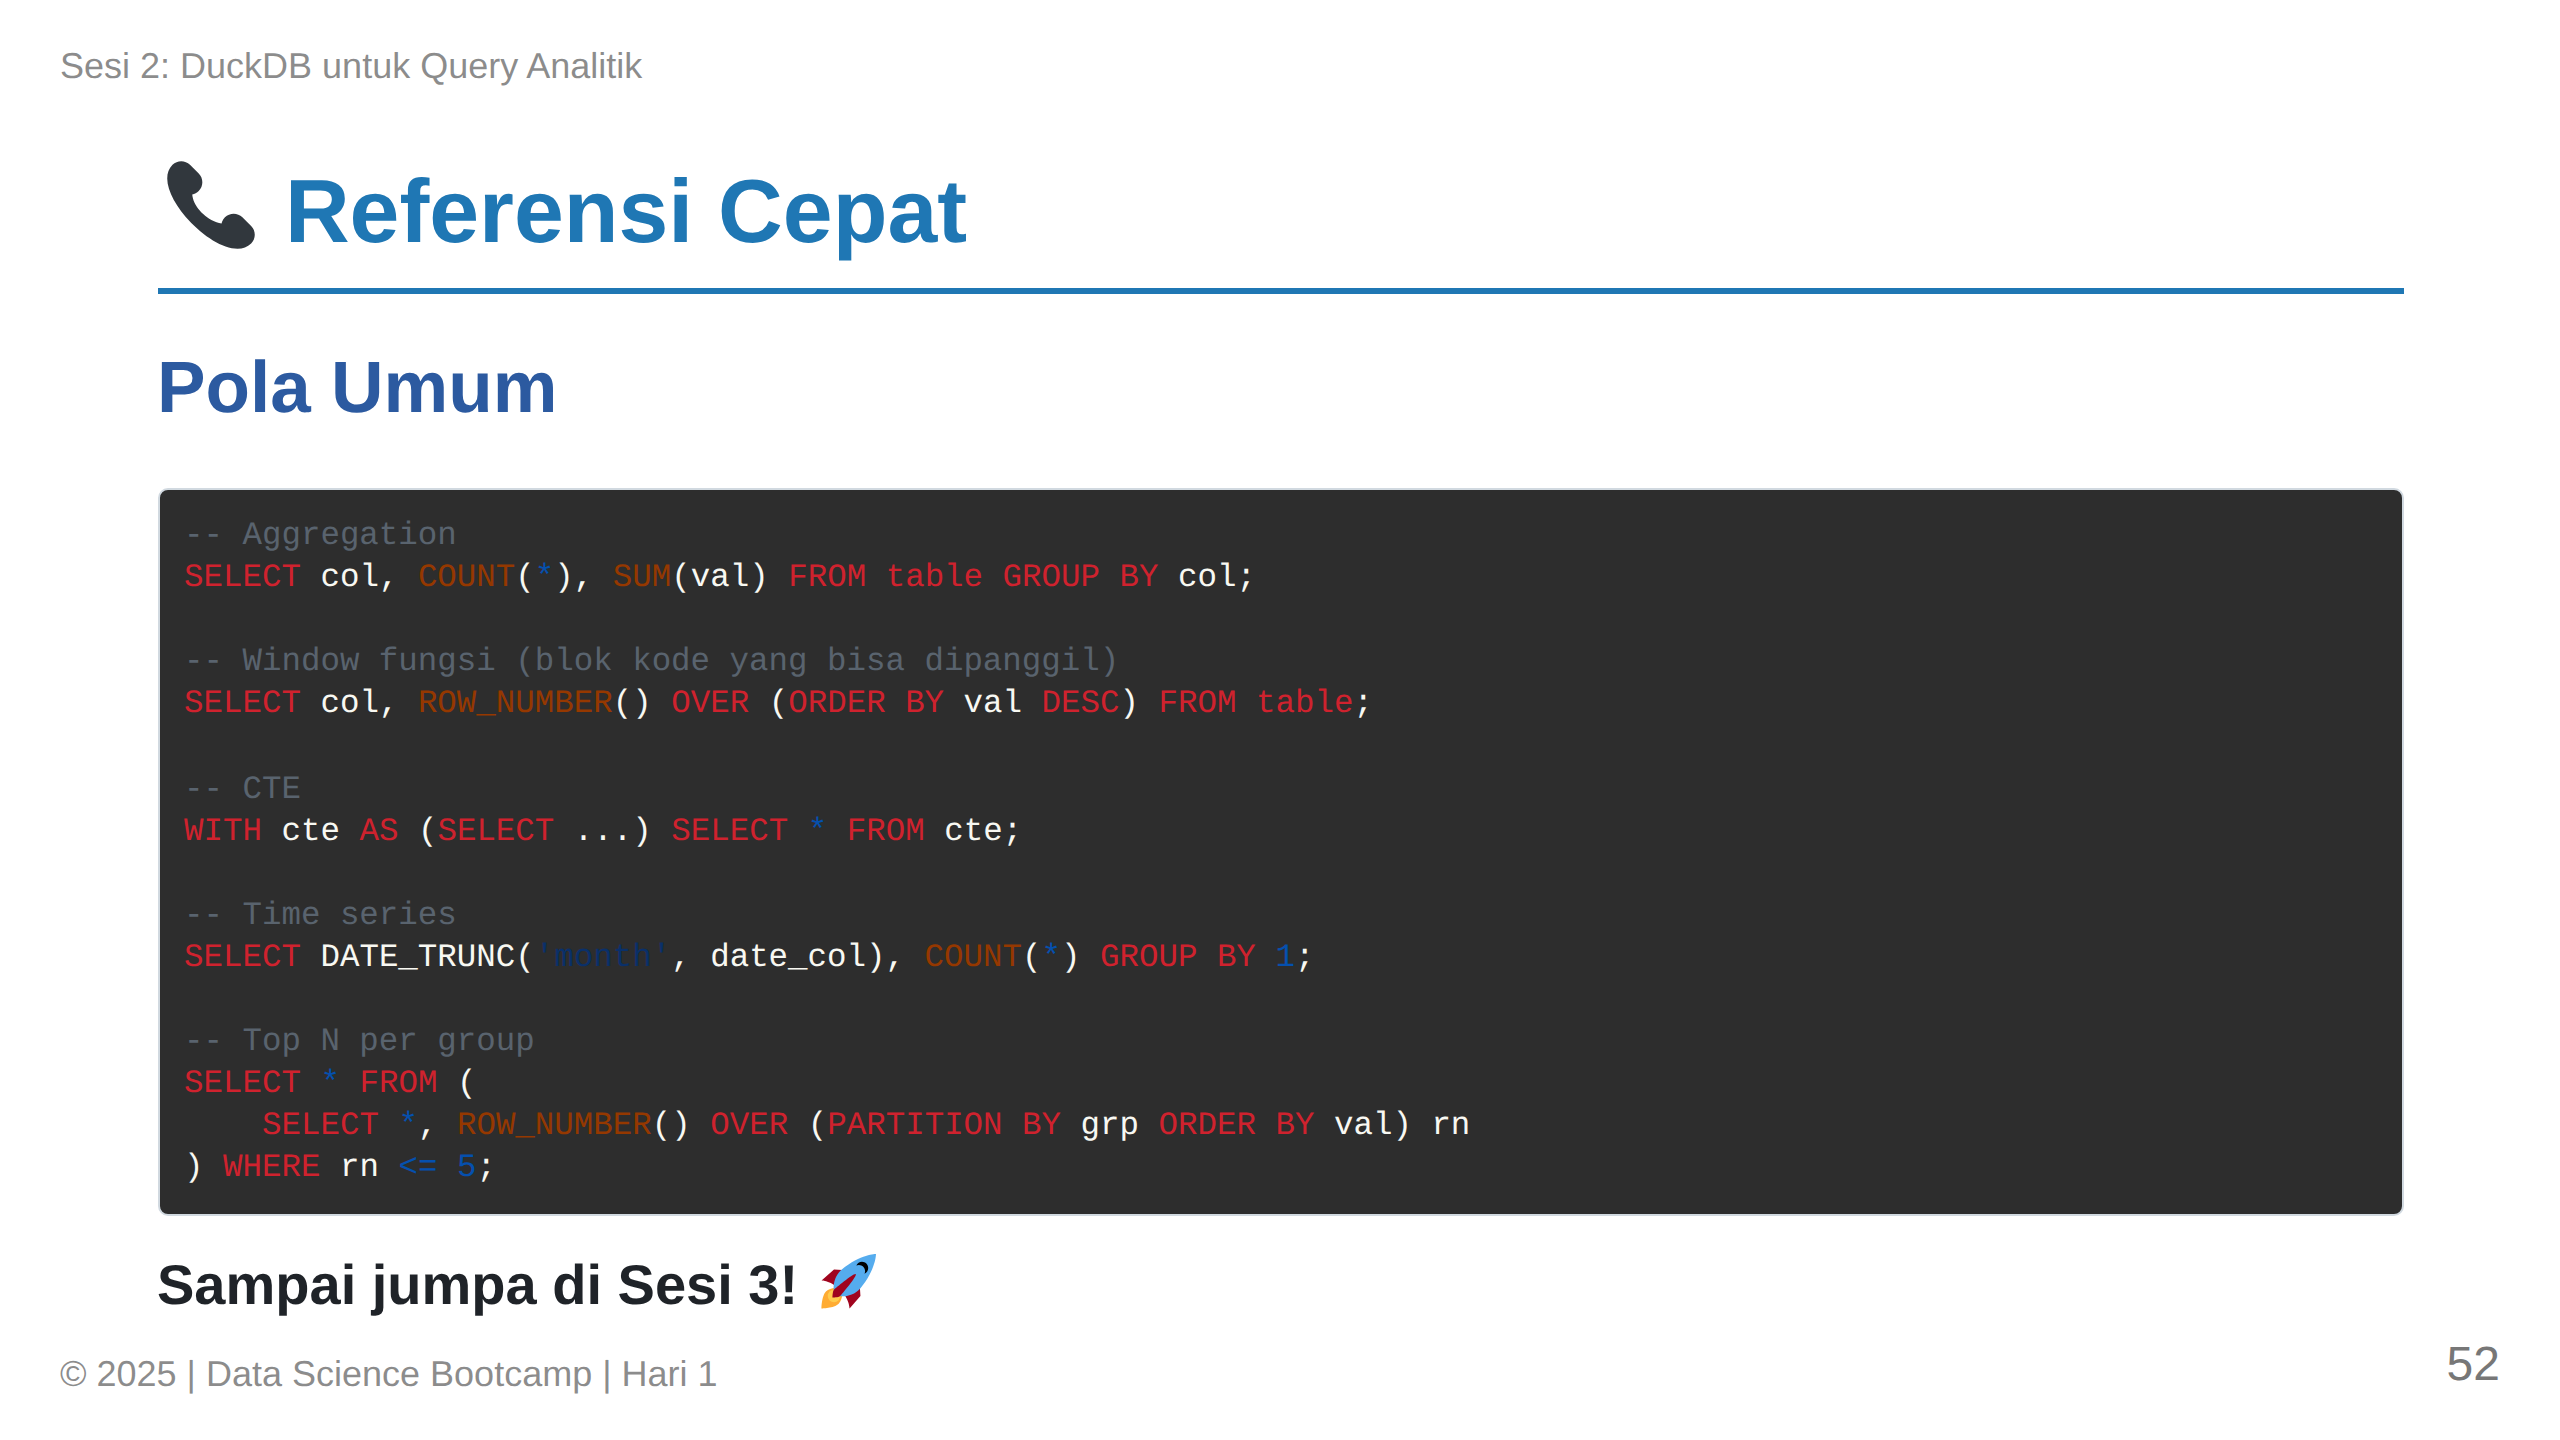 Sesi 2: DuckDB untuk Query Analitik
📞 Referensi Cepat
Pola Umum
-- Aggregation
SELECT col, COUNT(*), SUM(val) FROM table GROUP BY col;
-- Window fungsi (blok kode yang bisa dipanggil)
SELECT col, ROW_NUMBER() OVER (ORDER BY val DESC) FROM table;
-- CTE
WITH cte AS (SELECT ...) SELECT * FROM cte;
-- Time series
SELECT DATE_TRUNC('month', date_col), COUNT(*) GROUP BY 1;
-- Top N per group
SELECT * FROM (
    SELECT *, ROW_NUMBER() OVER (PARTITION BY grp ORDER BY val) rn
) WHERE rn <= 5;
Sampai jumpa di Sesi 3! 🚀
© 2025 | Data Science Bootcamp | Hari 1
52